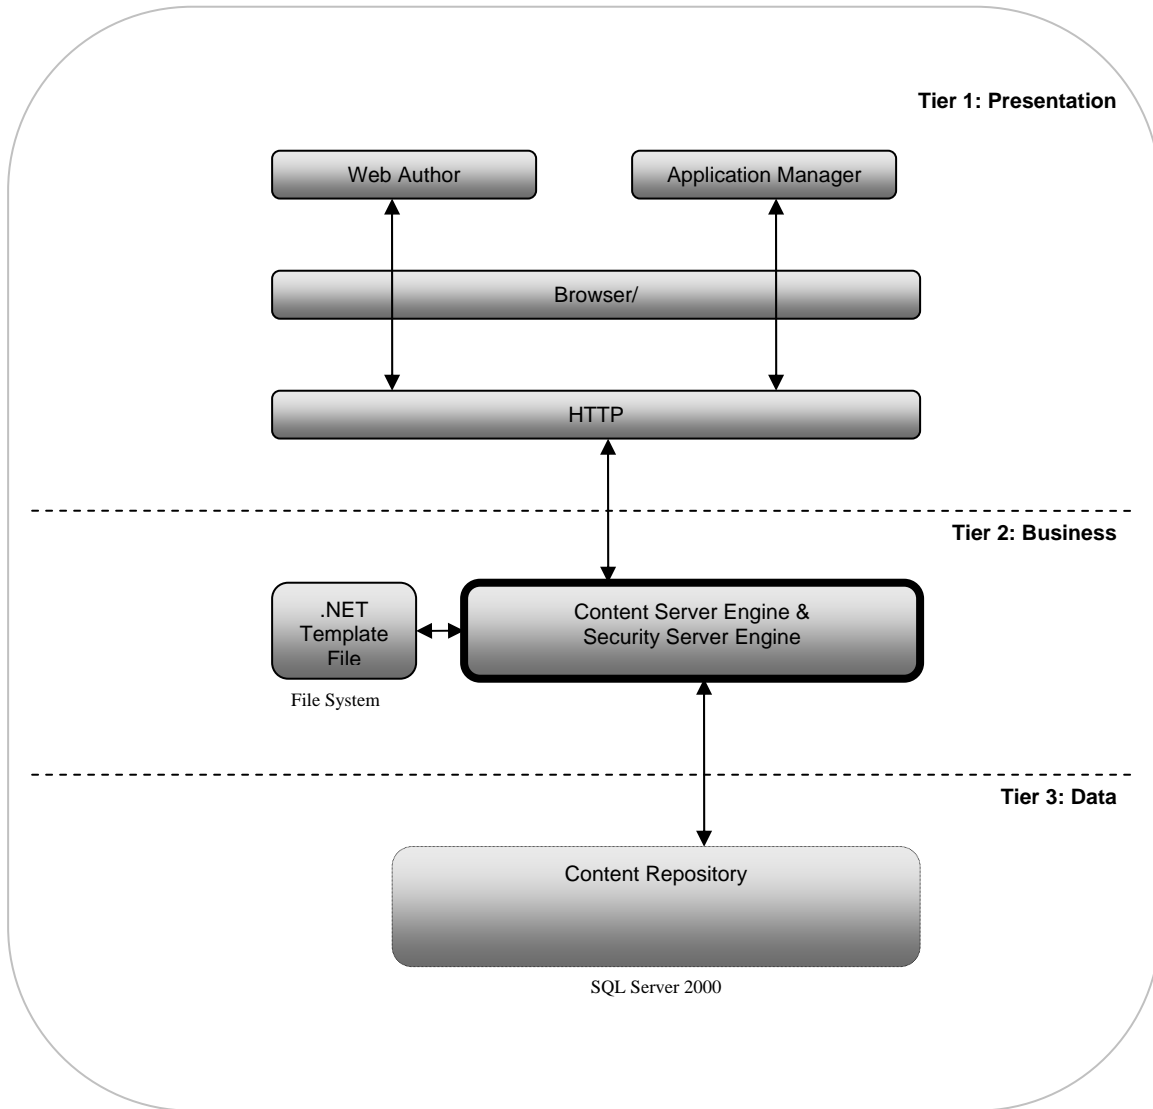 Tier 1: Presentation
Web Author
Application Manager
Browser/
HTTP
Tier 2: Business
.NET
Template
File
Content Server Engine &
Security Server Engine
File System
Tier 3: Data
Content Repository
SQL Server 2000